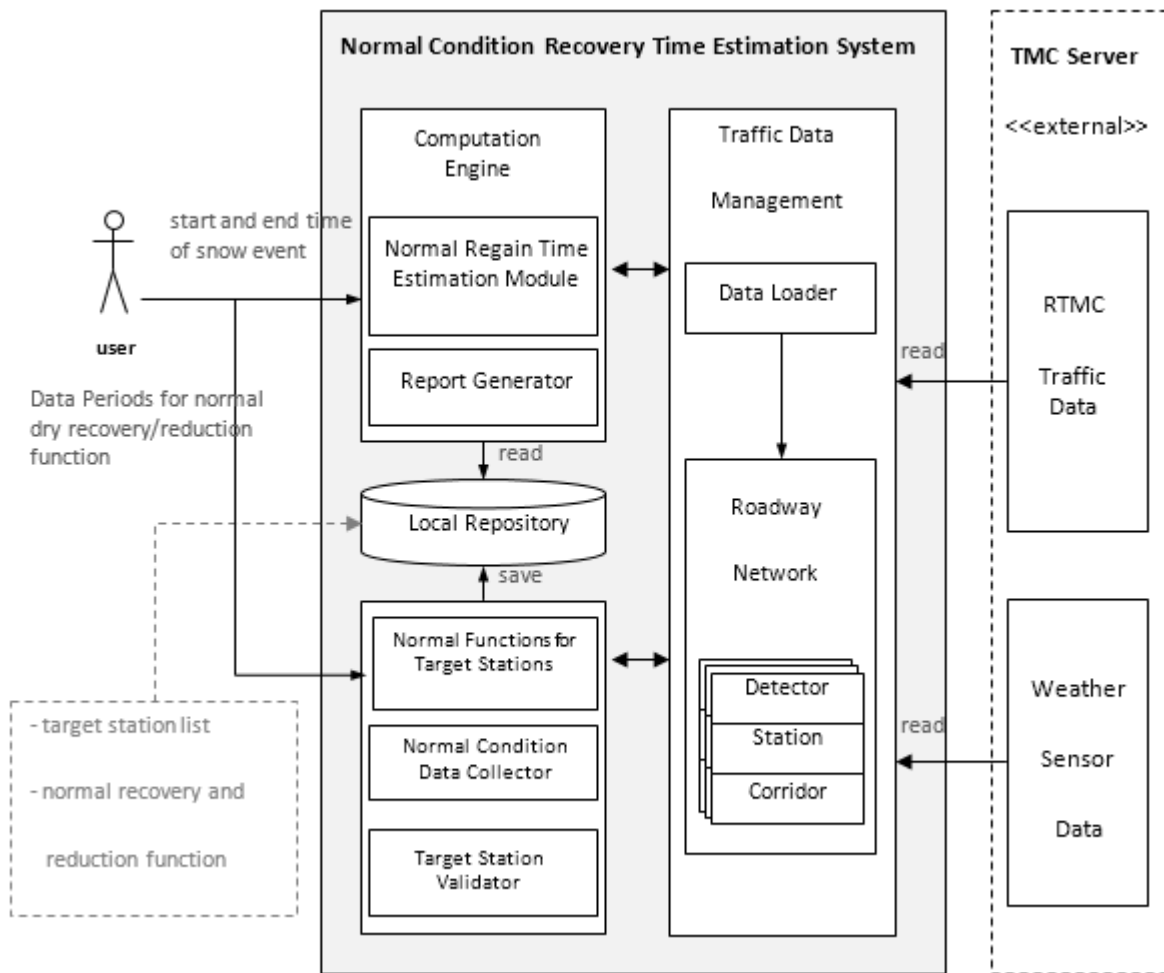 Normal Condition Recovery Time Estimation System
TMC Server
<<external>>
Computation
Engine
Traffic Data
Management
start and end time
of snow event
Normal Regain Time
Estimation Module
Data Loader
RTMC
Traffic
Data
read
user
Report Generator
Data Periods for normal
dry recovery/reduction
function
read
Local Repository
Roadway
Network
save
Normal Functions for
Target Stations
Detector
Station
Corridor
Weather
Sensor
Data
read
- target station list
- normal recovery and
reduction function
Normal Condition
Data Collector
Target Station
Validator